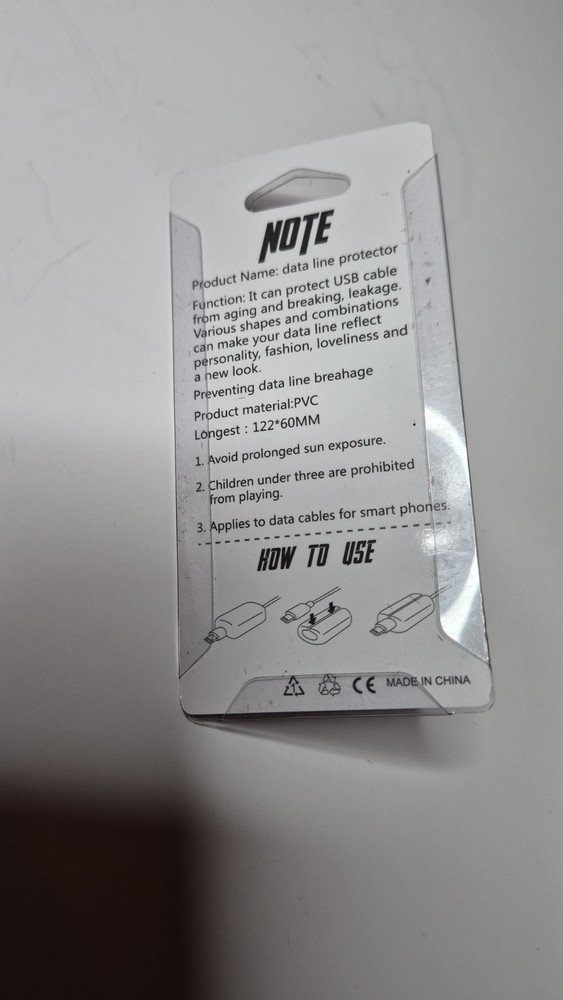 NOTE
Product Name: data line protector
Function: It can protect USB cable
from aging and breaking, leakage.
Various shapes and combinations
can make your data line reflect
personality, fashion, loveliness and
a new look.
Preventing data line breahage
Product material:PVC
Longest : 122*60MM
1. Avoid prolonged sun exposure.
2. Children under three are prohibited
from playing.
3. Applies to data cables for smart phones.
HOW TO USE
1 CE MADE IN CHINA